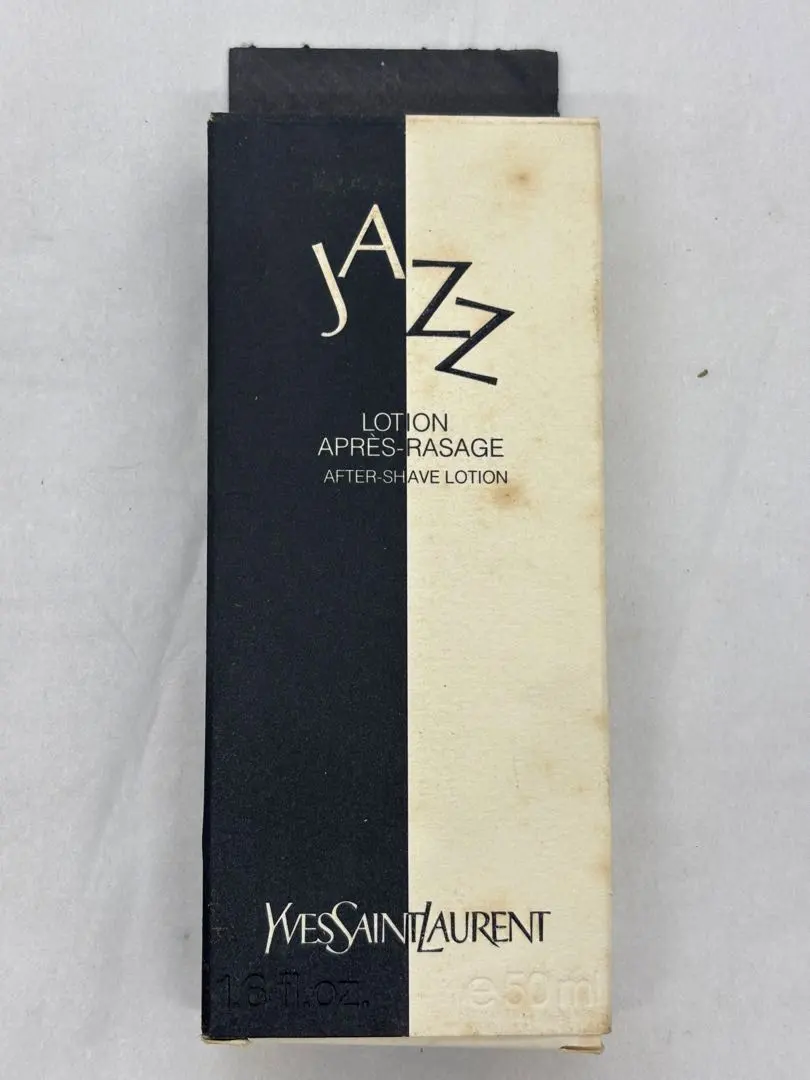 JAZZ
LOTION
APRÈS-RASAGE
AFTER-SHAVE LOTION
YVESSAINTLAURENT
1.6 fl.oz. e 50 ml